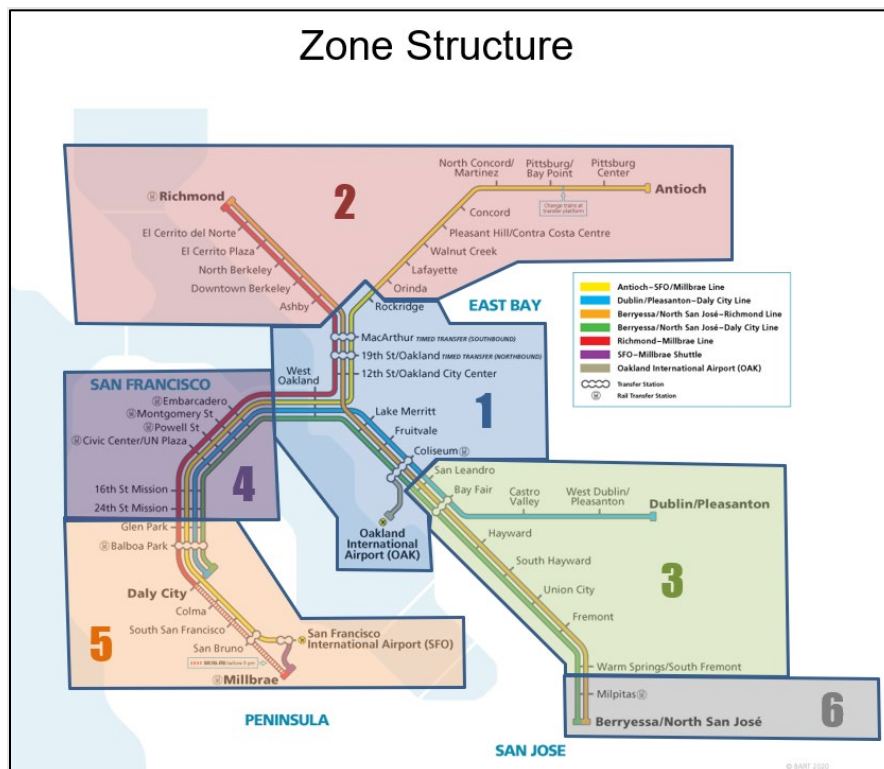 Zone Structure
North Concord/
Martinez
Pittsburg/
Bay Point
Pittsburg
Center
Antioch
Change trains at
transfer platform
Richmond
2
El Cerrito del Norte
El Cerrito Plaza
North Berkeley
Downtown Berkeley
Ashby
Concord
Pleasant Hill/Contra Costa Centre
Walnut Creek
Lafayette
Orinda
Rockridge
EAST BAY
MacArthur TIMED TRANSFER (SOUTHBOUND)
19th St/Oakland TIMED TRANSFER (NORTHBOUND)
12th St/Oakland City Center
West
Oakland
1
Antioch–SFO/Millbrae Line
Dublin/Pleasanton–Daly City Line
Berryessa/North San José–Richmond Line
Berryessa/North San José–Daly City Line
Richmond–Millbrae Line
SFO–Millbrae Shuttle
Oakland International Airport (OAK)
Transfer Station
Rail Transfer Station
SAN FRANCISCO
Embarcadero
Montgomery St
Powell St
Civic Center/UN Plaza
16th St Mission
24th St Mission
4
Lake Merritt
Fruitvale
Coliseum
San Leandro
Bay Fair
Castro
Valley
West Dublin/
Pleasanton
Dublin/Pleasanton
Oakland
International
Airport (OAK)
Hayward
South Hayward
Union City
Fremont
3
Warm Springs/South Fremont
Glen Park
Balboa Park
Daly City
Colma
South San Francisco
San Bruno
5
San Francisco
International Airport (SFO)
Millbrae
Milpitas
Berryessa/North San José
6
PENINSULA
SAN JOSE
© BART 2020